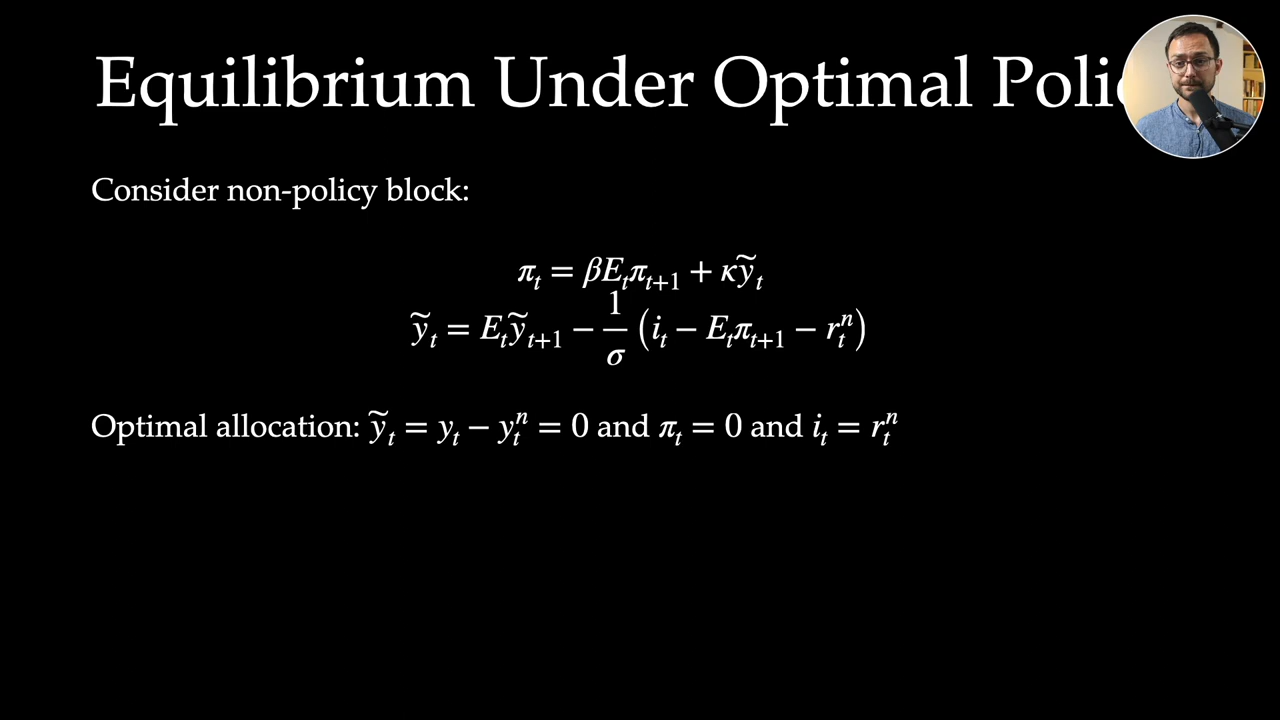 Equilibrium Under Optimal Polic
Consider non-policy block:
π_t = βE_tπ_{t+1} + κỹ_t
ỹ_t = E_tỹ_{t+1} − \frac{1}{σ} (i_t − E_tπ_{t+1} − r_t^n)
Optimal allocation: ỹ_t = y_t − y_t^n = 0 and π_t = 0 and i_t = r_t^n